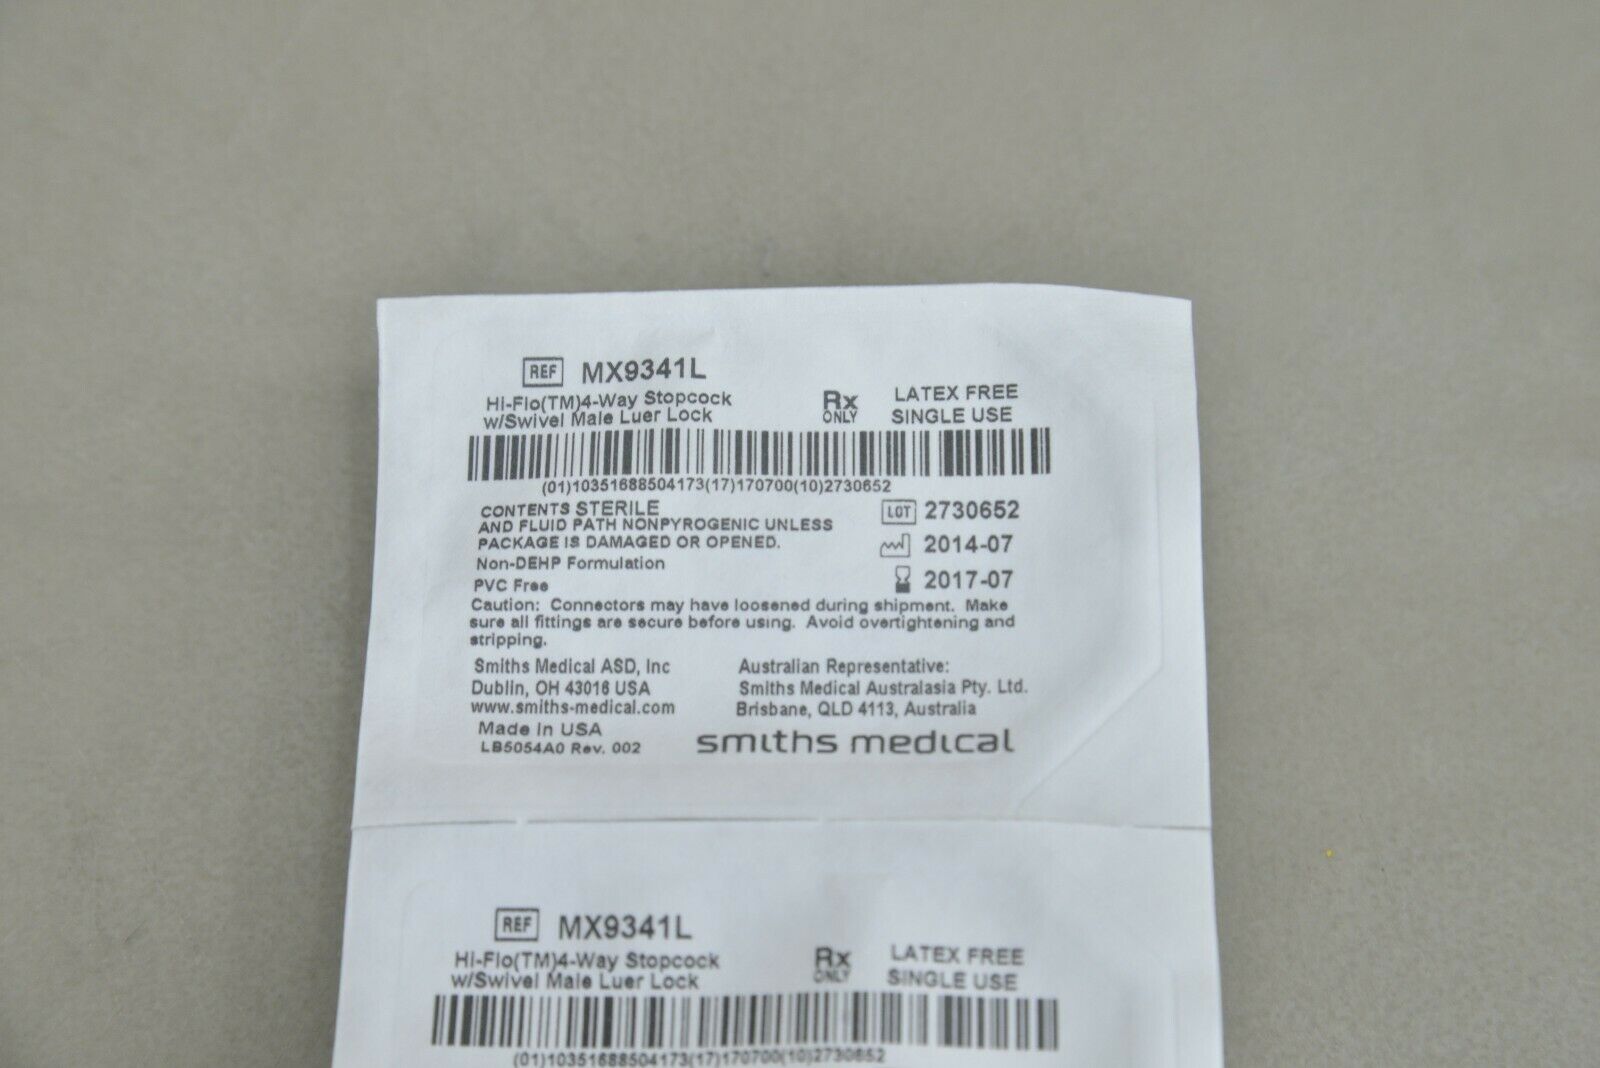 REF MX9341L
Hi-Flo(TM)4-Way Stopcock
w/Swivel Male Luer Lock
Rx
ONLY
LATEX FREE
SINGLE USE
(01)10351688504173(17)170700(10)2730652
CONTENTS STERILE
AND FLUID PATH NONPYROGENIC UNLESS
PACKAGE IS DAMAGED OR OPENED.
Non-DEHP Formulation
PVC Free
LOT 2730652
2014-07
2017-07
Caution: Connectors may have loosened during shipment. Make
sure all fittings are secure before using. Avoid overtightening and
stripping.
Smiths Medical ASD, Inc
Dublin, OH 43016 USA
www.smiths-medical.com
Made in USA
LB5054A0 Rev. 002
Australian Representative:
Smiths Medical Australasia Pty. Ltd.
Brisbane, QLD 4113, Australia
smiths medical
REF MX9341L
Hi-Flo(TM)4-Way Stopcock
w/Swivel Male Luer Lock
Rx
ONLY
LATEX FREE
SINGLE USE
(01)10351688504173(17)170700(10)2730652